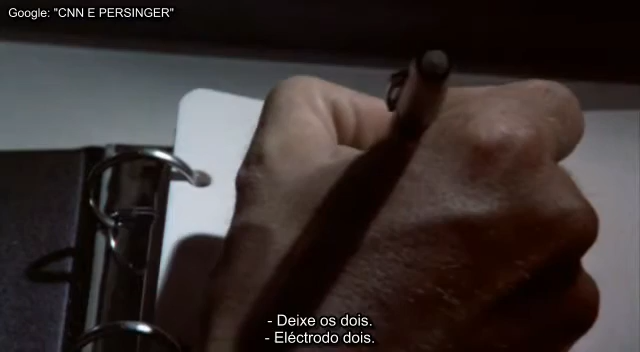 Google: "CNN E PERSINGER"
- Deixe os dois.
- Eléctrodo dois.